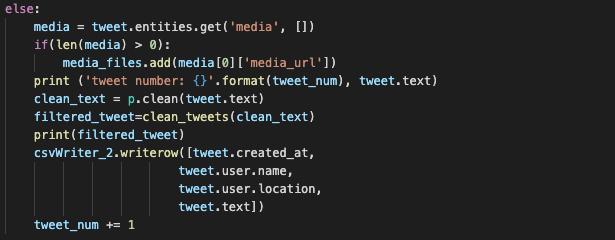 else:
    media = tweet.entities.get('media', [])
    if(len(media) > 0):
        media_files.add(media[0]['media_url'])
    print ('tweet number: {}'.format(tweet_num), tweet.text)
    clean_text = p.clean(tweet.text)
    filtered_tweet=clean_tweets(clean_text)
    print(filtered_tweet)
    csvWriter_2.writerow([tweet.created_at,
                         tweet.user.name,
                         tweet.user.location,
                         tweet.text])
    tweet_num += 1